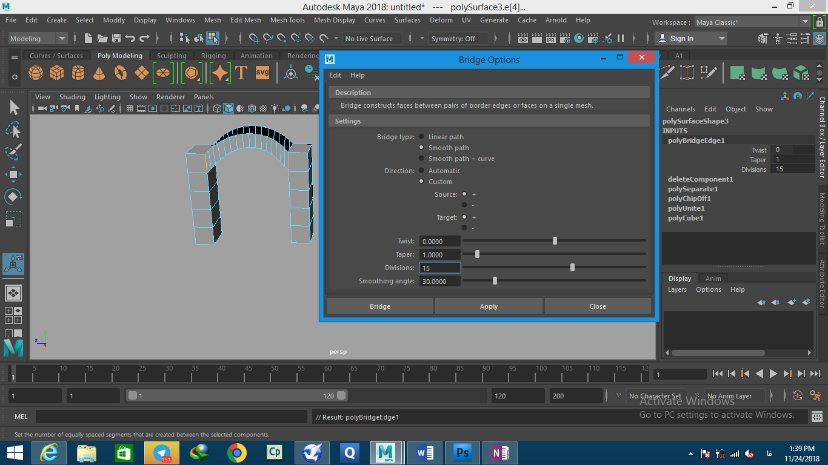 Autodesk Maya 2018: untitled* --- polySurface3.e[4]...
File Edit Create Select Modify Display Windows Mesh Edit Mesh Mesh Tools Mesh Display Curves Surfaces Deform UV Generate Cache Arnold Help Workspace : Maya Classic*
Modeling No Live Surface Symmetry: Off Sign In
Curves / Surfaces Poly Modeling Sculpting Rigging Animation Rendering A1
T SVG
View Shading Lighting Show Renderer Panels
Bridge Options
Edit Help
Description
Bridge constructs faces between pairs of border edges or faces on a single mesh.
Settings
Bridge type: Linear path
Smooth path
Smooth path + curve
Direction: Automatic
Custom
Source: +
-
Target: +
-
Twist: 0.0000
Taper: 1.0000
Divisions: 15
Smoothing angle: 30.0000
Bridge Apply Close
persp
Channels Edit Object Show
polySurfaceShape3
INPUTS
polyBridgeEdge1
Twist 0
Taper 1
Divisions 15
deleteComponent1
polySeparate1
polyChipOff1
polyUnite1
polyCube1
Display Anim
Layers Options Help
Channel Box / Layer Editor
Modeling Toolkit
Attribute Editor
1 5 10 15 20 25 30 35 40 45 50 55 60 65 70 75 80 85 90 95 100 105 110 115 12 1
1 1 1 120 120 200 No Character Set No Anim Layer
Activate Windows
Go to PC settings to activate Windows.
MEL // Result: polyBridgeEdge1
Set the number of equally spaced segments that are created between the selected components.
1:39 PM
11/24/2018